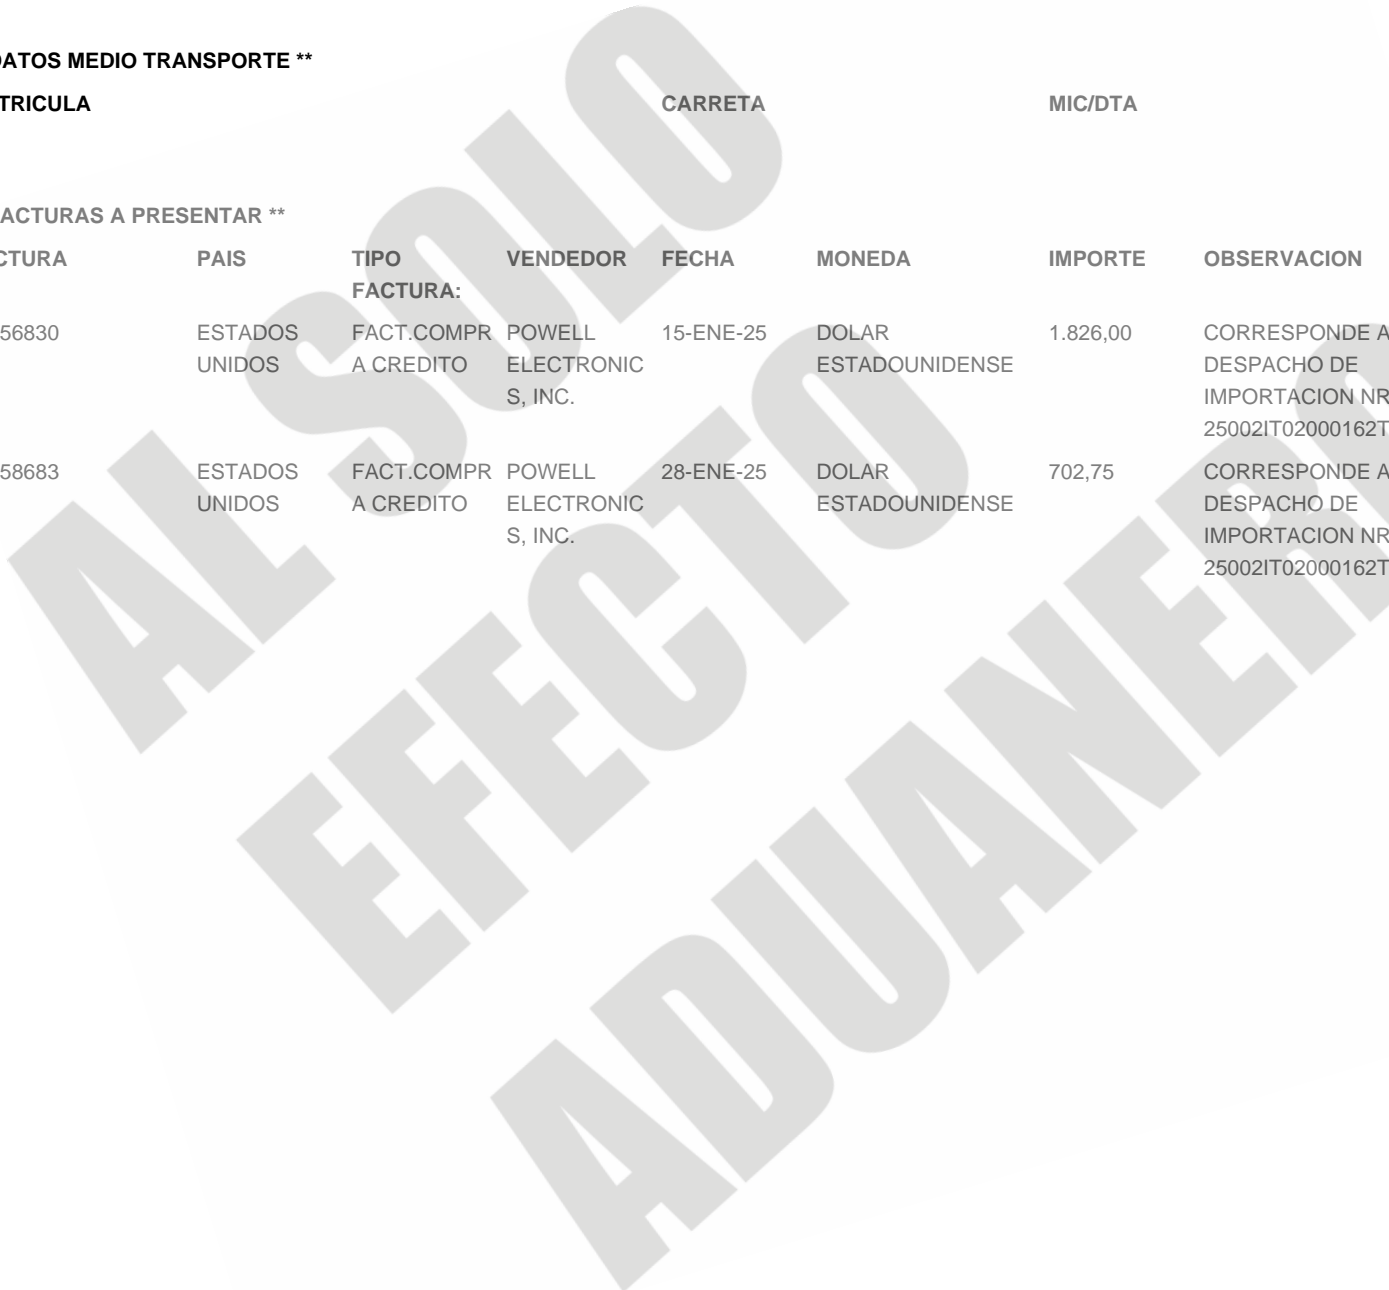 DATOS MEDIO TRANSPORTE **
TRICULA CARRETA MIC/DTA
ACTURAS A PRESENTAR **
CTURA PAIS TIPO FACTURA: VENDEDOR FECHA MONEDA IMPORTE OBSERVACION
56830 ESTADOS UNIDOS FACT.COMPR A CREDITO POWELL ELECTRONIC S, INC. 15-ENE-25 DOLAR ESTADOUNIDENSE 1.826,00 CORRESPONDE A DESPACHO DE IMPORTACION NR 25002IT02000162T
58683 ESTADOS UNIDOS FACT.COMPR A CREDITO POWELL ELECTRONIC S, INC. 28-ENE-25 DOLAR ESTADOUNIDENSE 702,75 CORRESPONDE A DESPACHO DE IMPORTACION NR 25002IT02000162T
AL SOLO
EFECTO
ADUANERO